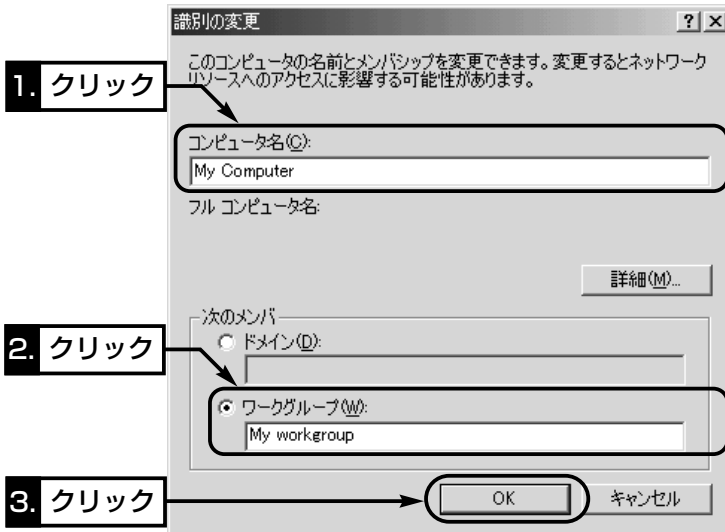 識別の変更
このコンピュータの名前とメンバシップを変更できます。変更するとネットワーク
リソースへのアクセスに影響する可能性があります。
1. クリック
コンピュータ名(C):
My Computer
フル コンピュータ名:
詳細(M)...
次のメンバ
ドメイン(D):
2. クリック
ワークグループ(W):
My workgroup
3. クリック
OK
キャンセル